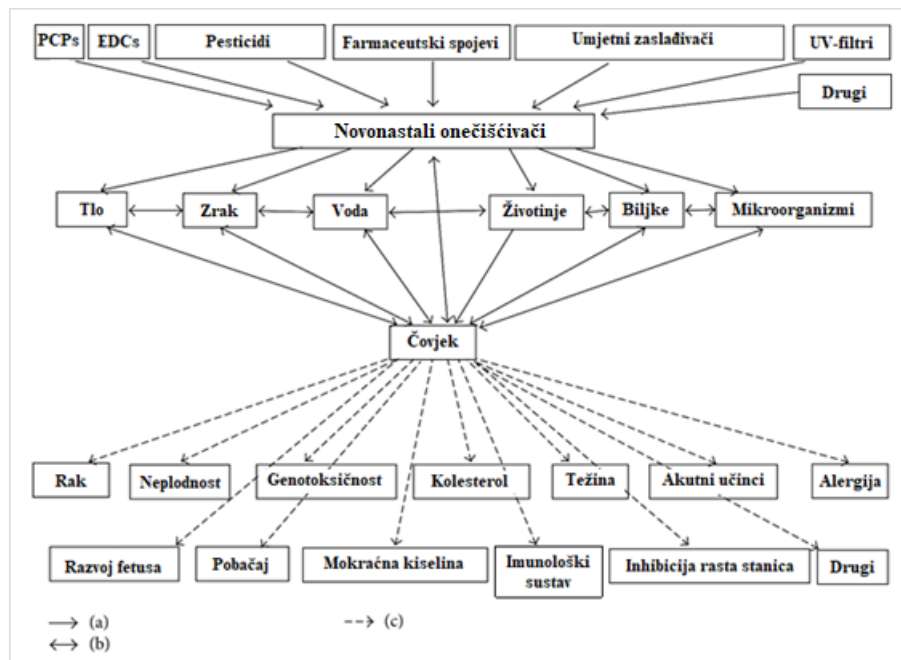 PCPs
EDCs
Pesticidi
Farmaceutski spojevi
Umjetni zaslađivači
UV-filtri
Drugi
Novonastali onečišćivači
Tlo
Zrak
Voda
Životinje
Biljke
Mikroorganizmi
Čovjek
Rak
Neplodnost
Genotoksičnost
Kolesterol
Težina
Akutni učinci
Alergija
Razvoj fetusa
Pobačaj
Mokraćna kiselina
Imunološki
sustav
Inhibicija rasta stanica
Drugi
(a)
(b)
(c)